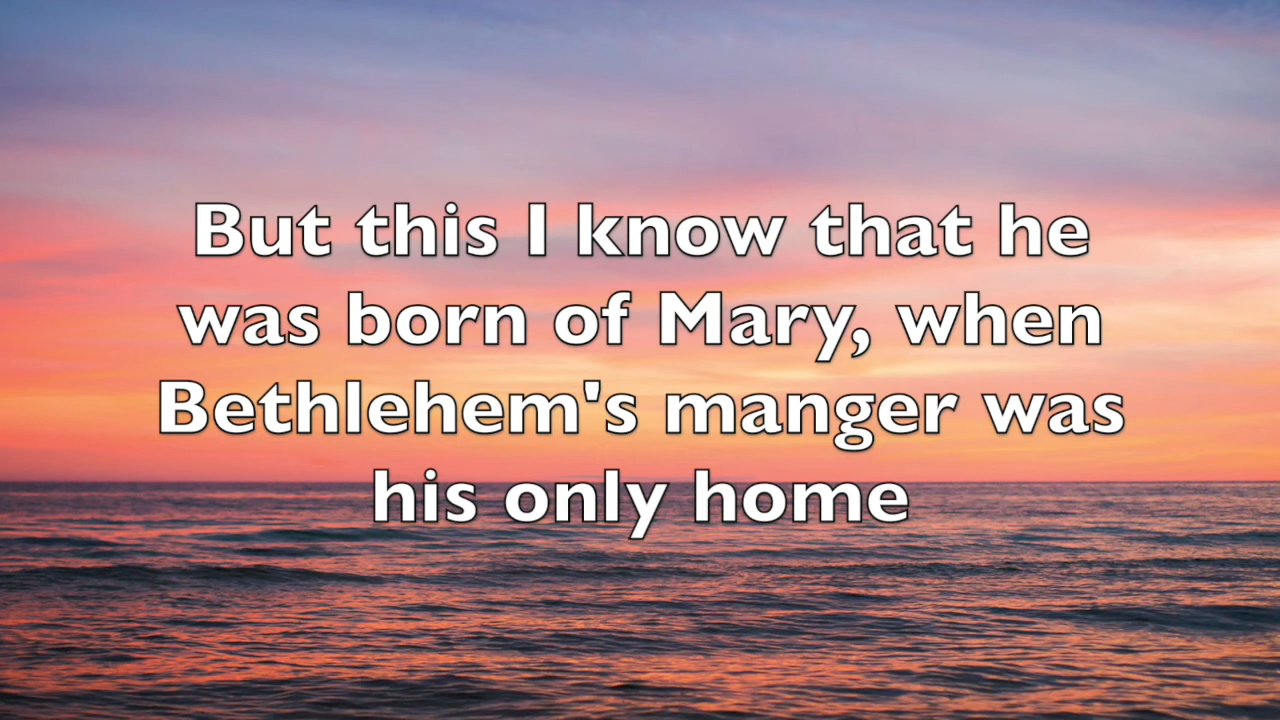 But this I know that he
was born of Mary, when
Bethlehem's manger was
his only home